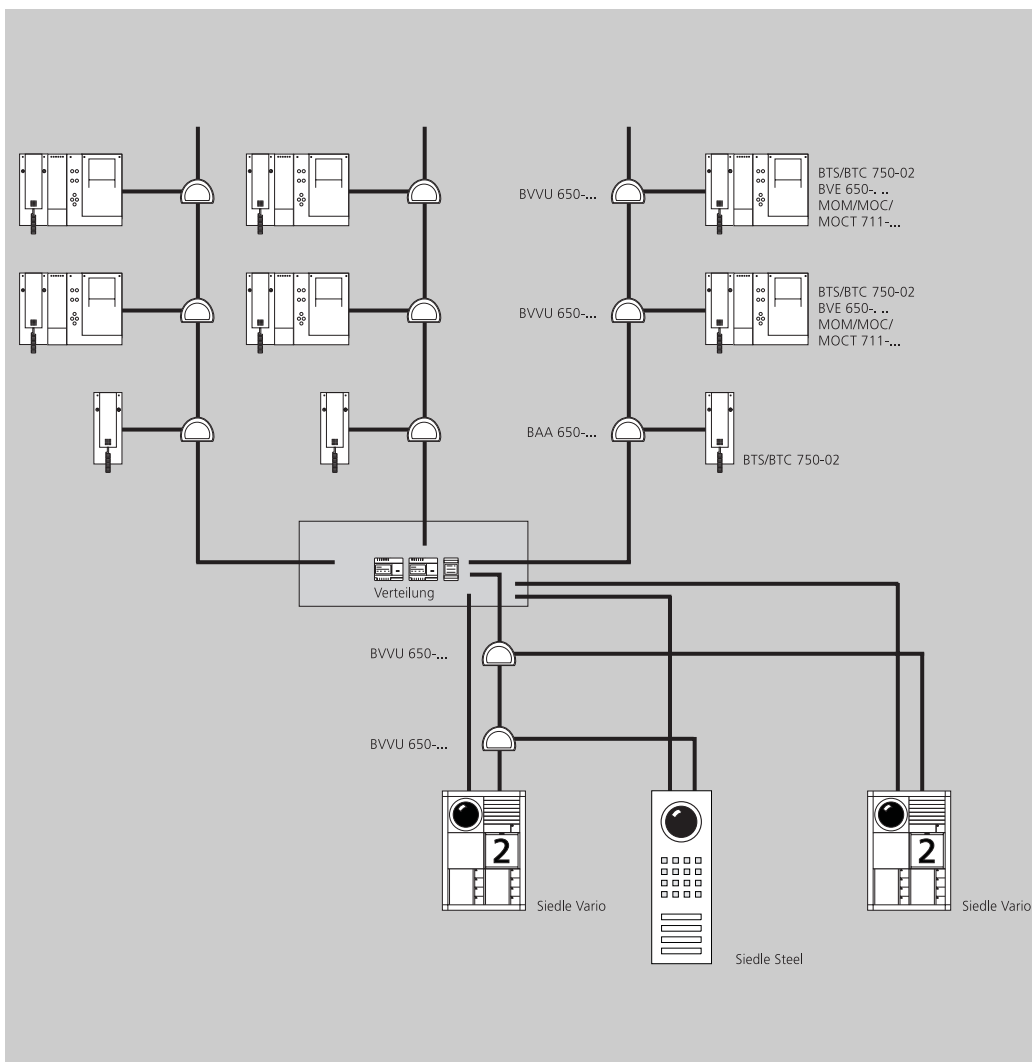 BVVU 650-...
BTS/BTC 750-02
BVE 650-. ..
MOM/MOC/
MOCT 711-...
BVVU 650-...
BTS/BTC 750-02
BVE 650-. ..
MOM/MOC/
MOCT 711-...
BAA 650-...
BTS/BTC 750-02
Verteilung
BVVU 650-...
BVVU 650-...
2
2
Siedle Vario
Siedle Vario
Siedle Steel